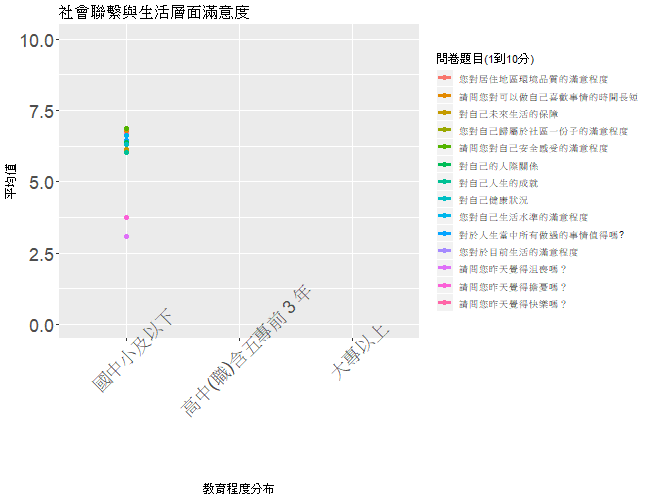 社會聯繫與生活層面滿意度
10.0
7.5
5.0
2.5
0.0
平均值
國中小及以下
高中(職)含五專前 3 年
大專以上
教育程度分布
問卷題目(1到10分)
您對居住地區環境品質的滿意程度
請問您對可以做自己喜歡事情的時間長短
對自己未來生活的保障
您對自己歸屬於社區一份子的滿意程度
請問您對自己安全感受的滿意程度
對自己的人際關係
對自己人生的成就
對自己健康狀況
您對自己生活水準的滿意程度
對於人生當中所有做過的事情值得嗎?
您對於目前生活的滿意程度
請問您昨天覺得沮喪嗎？
請問您昨天覺得擔憂嗎？
請問您昨天覺得快樂嗎？